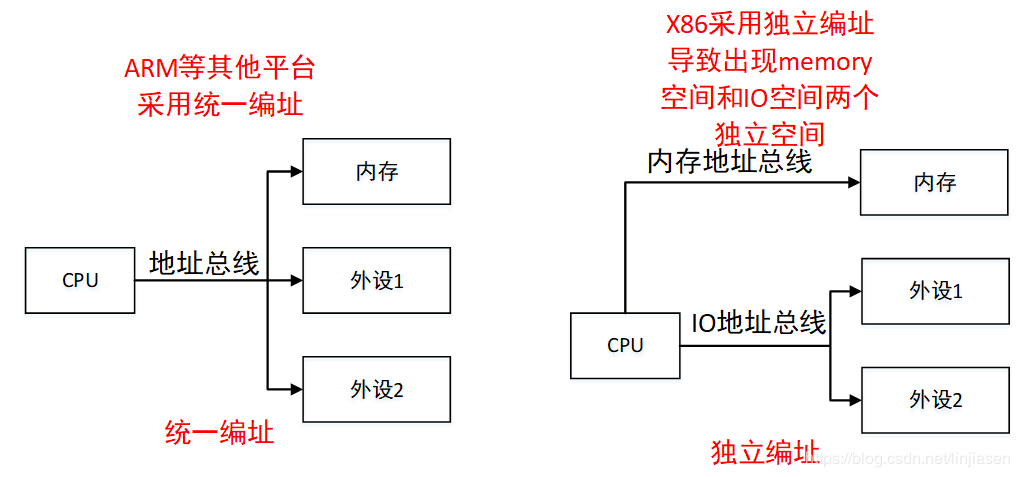 ARM等其他平台
采用统一编址
CPU
地址总线
内存
外设1
外设2
统一编址
X86采用独立编址
导致出现memory
空间和IO空间两个
独立空间
内存地址总线
内存
CPU
IO地址总线
外设1
外设2
独立编址
https://blog.csdn.net/linjiasen